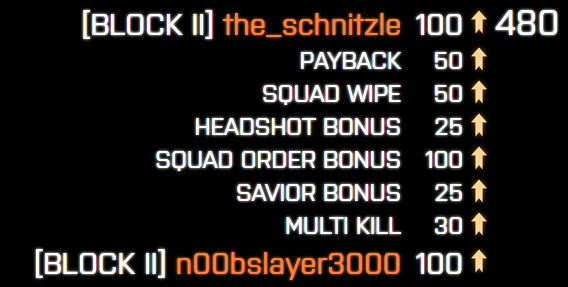 [BLOCK II] the_schnitzle 100 480
PAYBACK 50
SQUAD WIPE 50
HEADSHOT BONUS 25
SQUAD ORDER BONUS 100
SAVIOR BONUS 25
MULTI KILL 30
[BLOCK II] n00bslayer3000 100